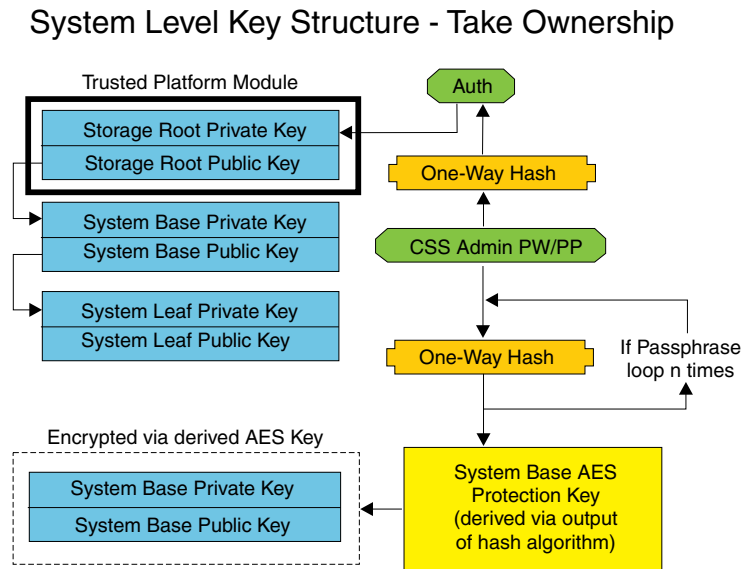 System Level Key Structure - Take Ownership
Trusted Platform Module
Auth
Storage Root Private Key
Storage Root Public Key
One-Way Hash
System Base Private Key
System Base Public Key
CSS Admin PW/PP
System Leaf Private Key
System Leaf Public Key
One-Way Hash
If Passphrase
loop n times
Encrypted via derived AES Key
System Base Private Key
System Base Public Key
System Base AES
Protection Key
(derived via output
of hash algorithm)